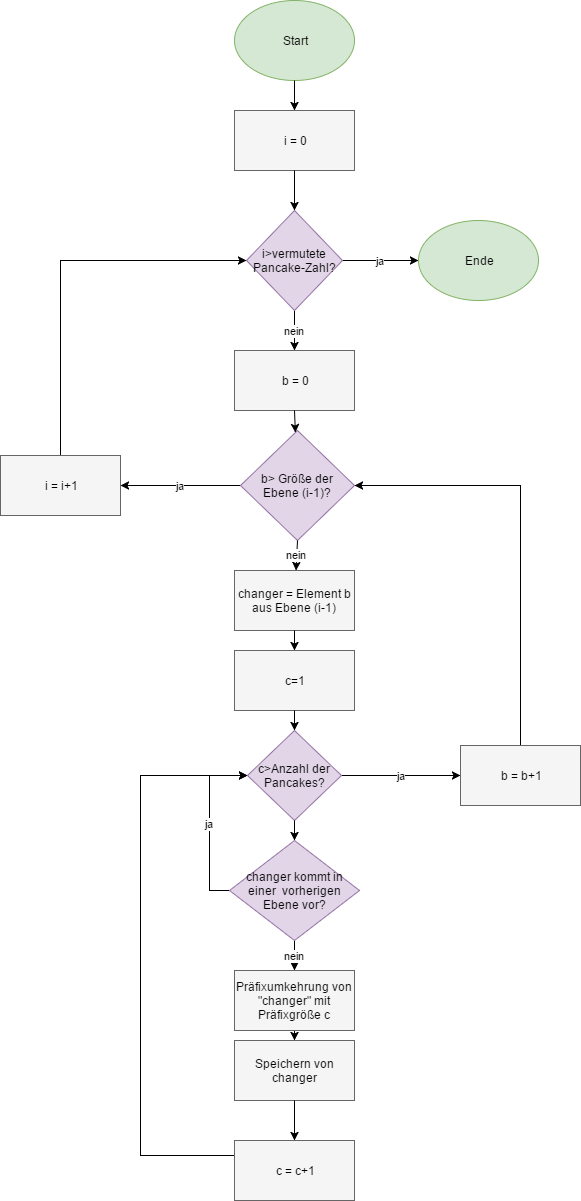 Start
i = 0
i>vermutete
Pancake-Zahl?
ja
Ende
nein
b = 0
b> Größe der
Ebene (i-1)?
ja
i = i+1
nein
changer = Element b
aus Ebene (i-1)
c=1
c>Anzahl der
Pancakes?
ja
b = b+1
ja
changer kommt in
einer vorherigen
Ebene vor?
nein
Präfixumkehrung von
"changer" mit
Präfixgröße c
Speichern von
changer
c = c+1